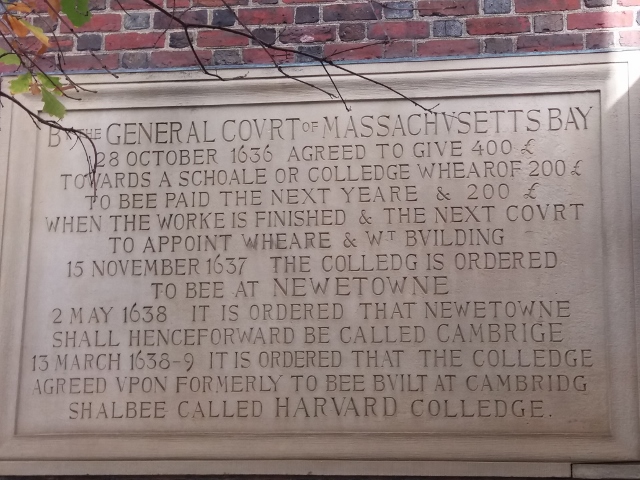 BY THE GENERAL COVRT OF MASSACHVSETTS BAY
28 OCTOBER 1636 AGREED TO GIVE 400 £
TOWARDS A SCHOALE OR COLLEDGE WHEAROF 200 £
TO BEE PAID THE NEXT YEARE & 200 £
WHEN THE WORKE IS FINISHED & THE NEXT COVRT
TO APPOINT WHEARE & WT BVILDING
15 NOVEMBER 1637 THE COLLEDG IS ORDERED
TO BEE AT NEWETOWNE
2 MAY 1638 IT IS ORDERED THAT NEWETOWNE
SHALL HENCEFORWARD BE CALLED CAMBRIGE
13 MARCH 1638-9 IT IS ORDERED THAT THE COLLEDGE
AGREED VPON FORMERLY TO BEE BVILT AT CAMBRIDG
SHALBEE CALLED HARVARD COLLEDGE.